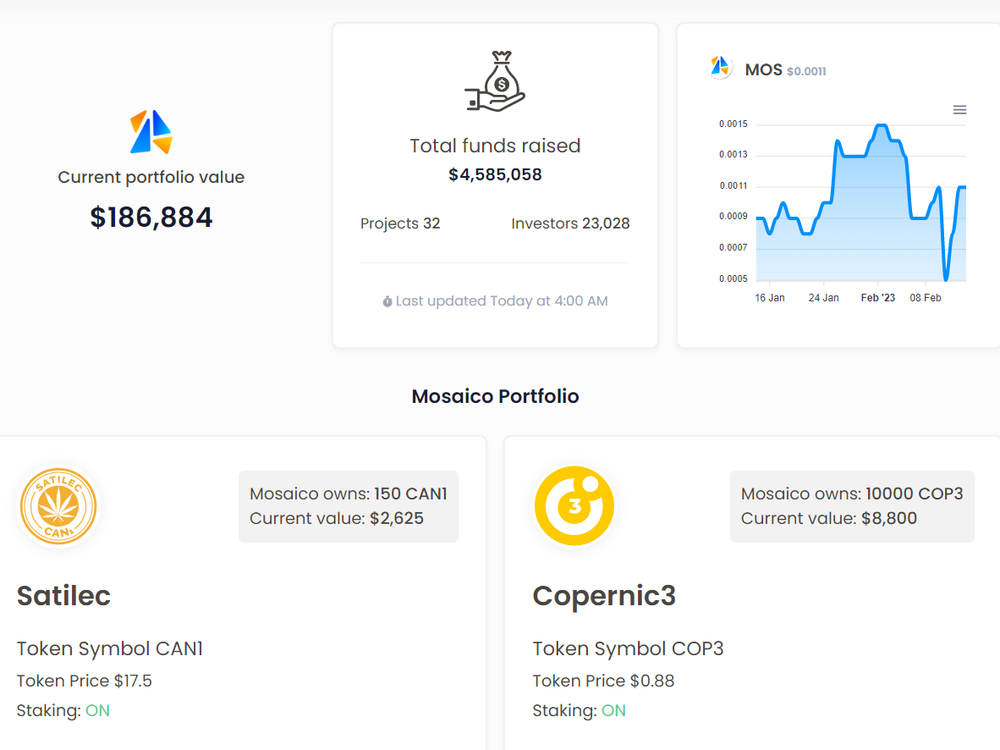 Current portfolio value
$186,884
$
Total funds raised
$4,585,058
Projects 32
Investors 23,028
Last updated Today at 4:00 AM
MOS $0.0011
0.0015
0.0013
0.0011
0.0009
0.0007
0.0005
16 Jan
24 Jan
Feb '23
08 Feb
Mosaico Portfolio
SATILEC
CAN1
Mosaico owns: 150 CAN1
Current value: $2,625
Satilec
Token Symbol CAN1
Token Price $17.5
Staking: ON
3
Mosaico owns: 10000 COP3
Current value: $8,800
Copernic3
Token Symbol COP3
Token Price $0.88
Staking: ON